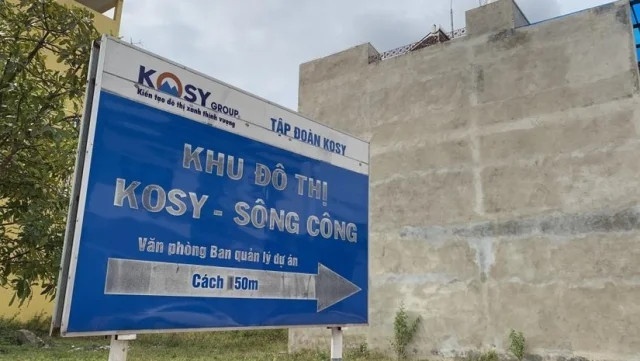 KOSY GROUP
Kiến tạo đô thị xanh thịnh vượng
TẬP ĐOÀN KOSY
KHU ĐÔ THỊ
KOSY - SÔNG CÔNG
Văn phòng Ban quản lý dự án
Cách 50m